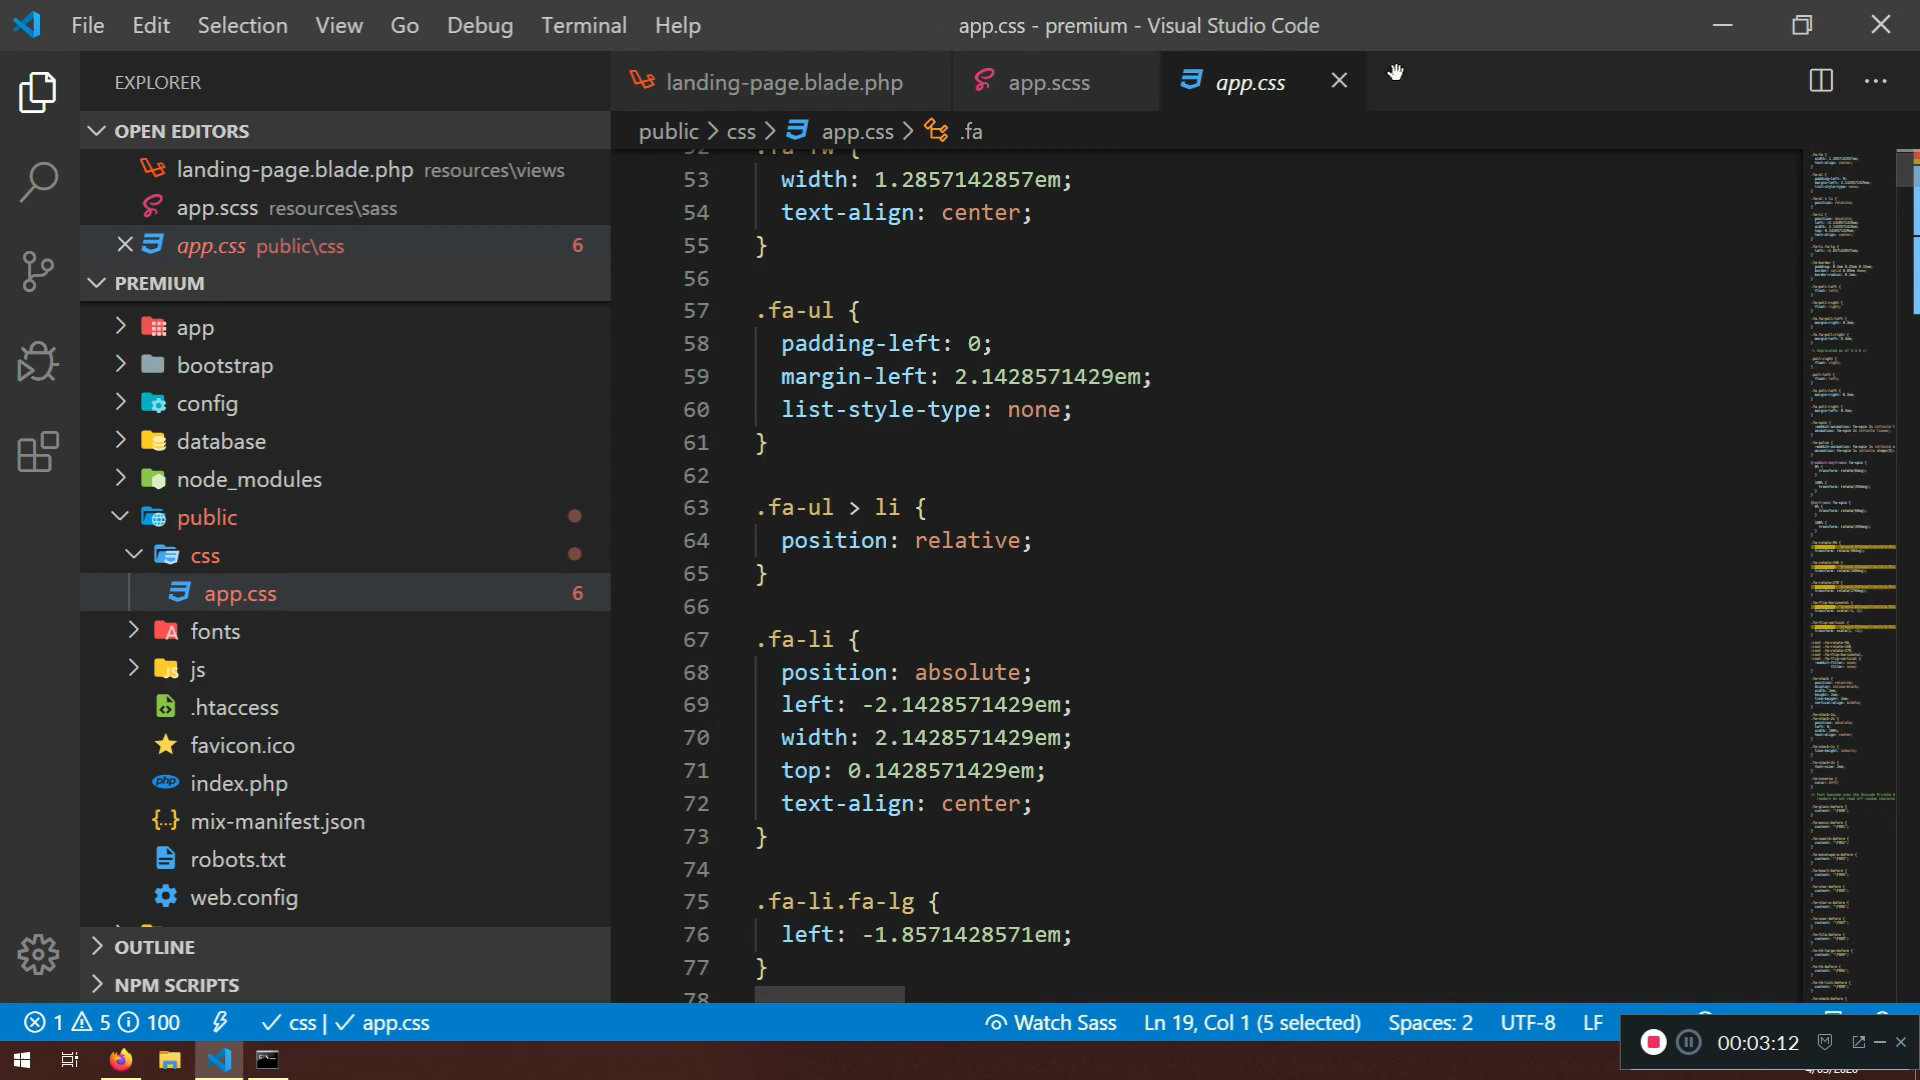 File Edit Selection View Go Debug Terminal Help
app.css - premium - Visual Studio Code
EXPLORER
OPEN EDITORS
landing-page.blade.php resources\views
app.scss resources\sass
app.css public\css 6
PREMIUM
app
bootstrap
config
database
node_modules
public
css
app.css 6
fonts
js
.htaccess
favicon.ico
index.php
mix-manifest.json
robots.txt
web.config
OUTLINE
NPM SCRIPTS
landing-page.blade.php
app.scss
app.css
public > css > app.css > .fa
53 width: 1.2857142857em;
54 text-align: center;
55 }
56
57 .fa-ul {
58 padding-left: 0;
59 margin-left: 2.1428571429em;
60 list-style-type: none;
61 }
62
63 .fa-ul > li {
64 position: relative;
65 }
66
67 .fa-li {
68 position: absolute;
69 left: -2.1428571429em;
70 width: 2.1428571429em;
71 top: 0.1428571429em;
72 text-align: center;
73 }
74
75 .fa-li.fa-lg {
76 left: -1.8571428571em;
77 }
78
1 5 100 css | app.css
Watch Sass Ln 19, Col 1 (5 selected) Spaces: 2 UTF-8 LF
00:03:12